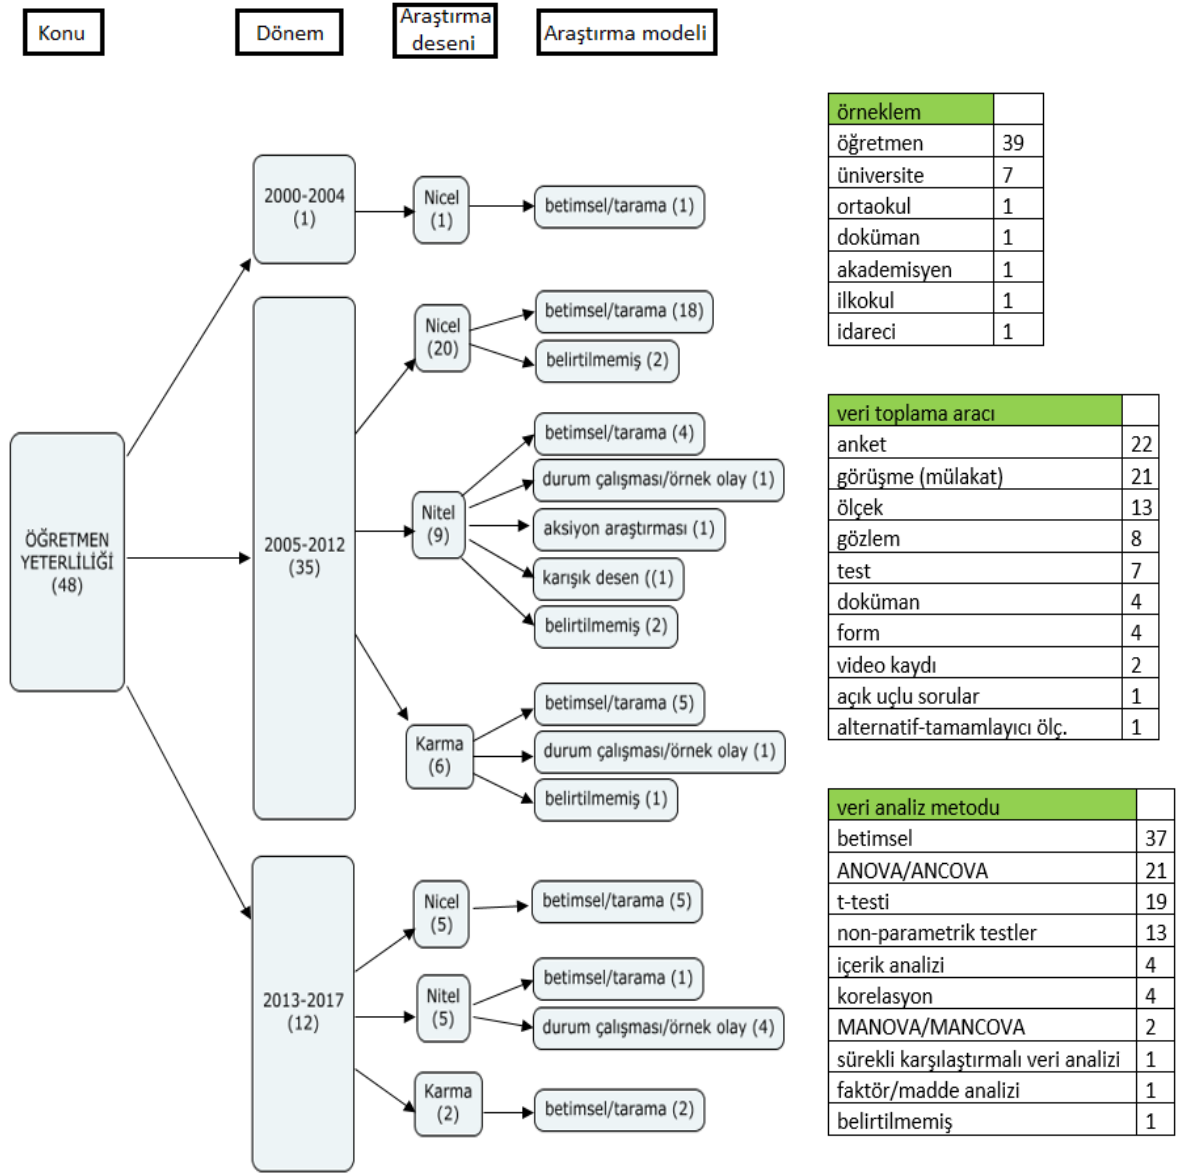 Konu
Dönem
Araştırma
deseni
Araştırma modeli
ÖĞRETMEN
YETERLİLİĞİ
(48)
2000-2004
(1)
Nicel
(1)
betimsel/tarama (1)
2005-2012
(35)
Nicel
(20)
betimsel/tarama (18)
belirtilmemiş (2)
Nitel
(9)
betimsel/tarama (4)
durum çalışması/örnek olay (1)
aksiyon araştırması (1)
karışık desen ((1)
belirtilmemiş (2)
Karma
(6)
betimsel/tarama (5)
durum çalışması/örnek olay (1)
belirtilmemiş (1)
2013-2017
(12)
Nicel
(5)
betimsel/tarama (5)
Nitel
(5)
betimsel/tarama (1)
durum çalışması/örnek olay (4)
Karma
(2)
betimsel/tarama (2)
örneklem
öğretmen 39
üniversite 7
ortaokul 1
doküman 1
akademisyen 1
ilkokul 1
idareci 1
veri toplama aracı
anket 22
görüşme (mülakat) 21
ölçek 13
gözlem 8
test 7
doküman 4
form 4
video kaydı 2
açık uçlu sorular 1
alternatif-tamamlayıcı ölç. 1
veri analiz metodu
betimsel 37
ANOVA/ANCOVA 21
t-testi 19
non-parametrik testler 13
içerik analizi 4
korelasyon 4
MANOVA/MANCOVA 2
sürekli karşılaştırmalı veri analizi 1
faktör/madde analizi 1
belirtilmemiş 1